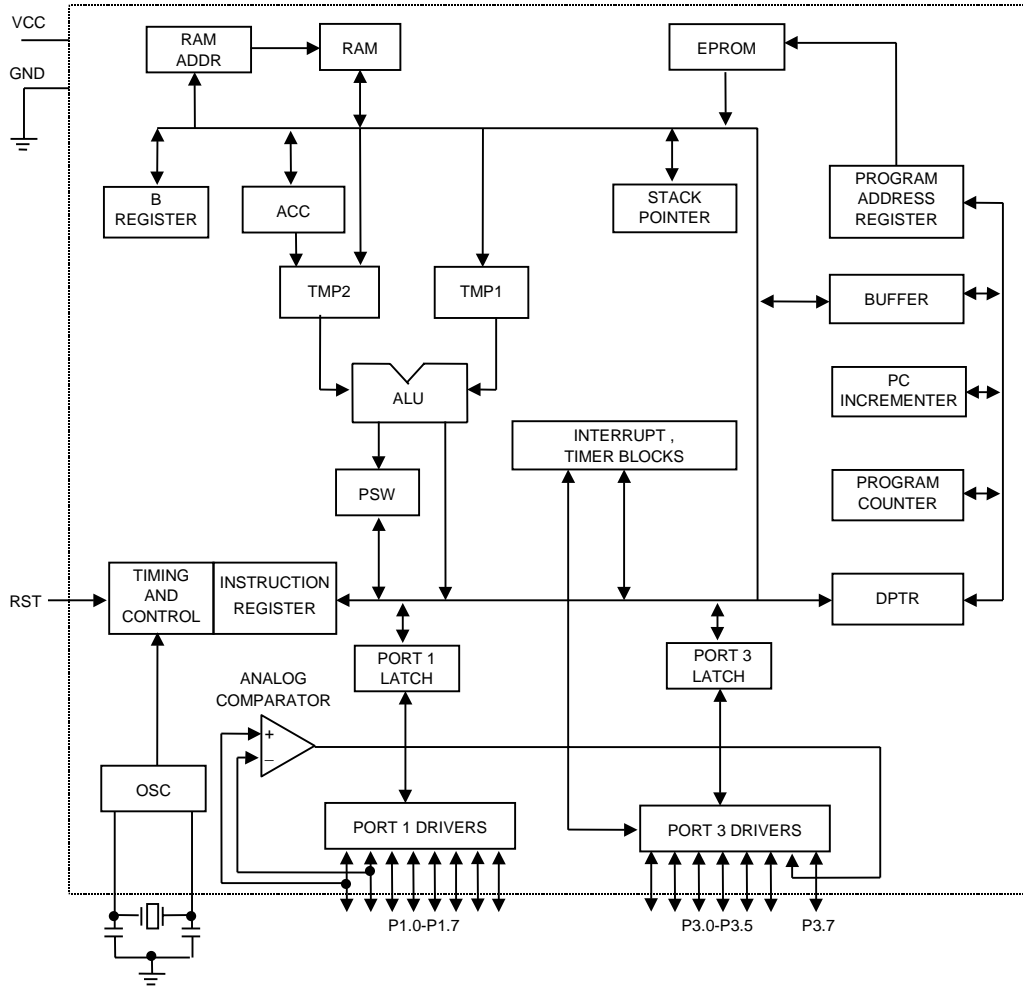 VCC
GND
RAM
ADDR
RAM
EPROM
B
REGISTER
ACC
STACK
POINTER
PROGRAM
ADDRESS
REGISTER
TMP2
TMP1
BUFFER
ALU
PC
INCREMENTER
INTERRUPT ,
TIMER BLOCKS
PSW
PROGRAM
COUNTER
RST
TIMING
AND
CONTROL
INSTRUCTION
REGISTER
DPTR
PORT 1
LATCH
PORT 3
LATCH
ANALOG
COMPARATOR
+
−
OSC
PORT 1 DRIVERS
PORT 3 DRIVERS
P1.0-P1.7
P3.0-P3.5
P3.7